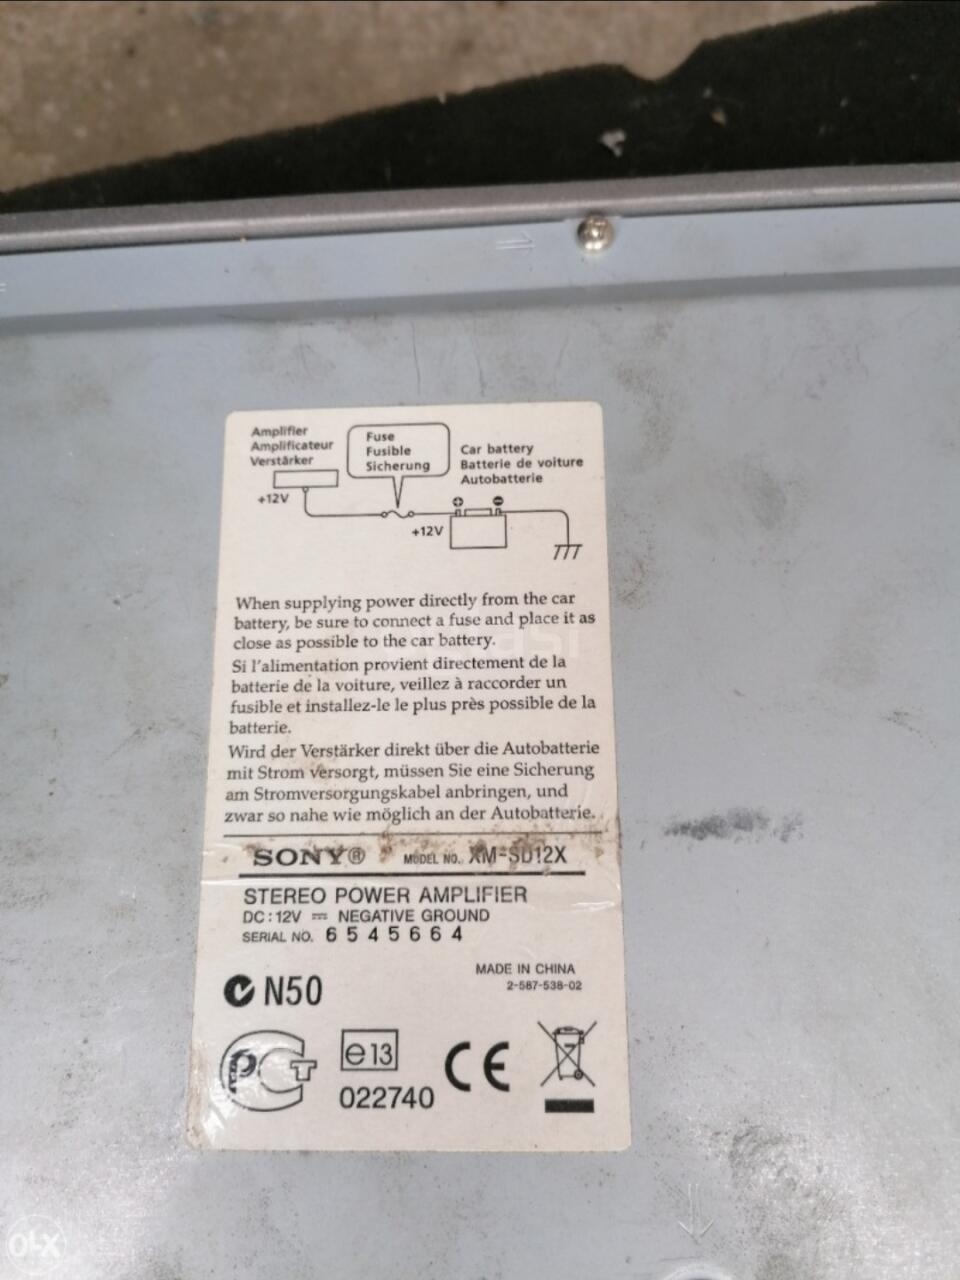 Amplifier
Amplificateur
Verstärker
Fuse
Fusible
Sicherung
Car battery
Batterie de voiture
Autobatterie
+12V
+12V
When supplying power directly from the car
battery, be sure to connect a fuse and place it as
close as possible to the car battery.
Si l'alimentation provient directement de la
batterie de la voiture, veillez à raccorder un
fusible et installez-le le plus près possible de la
batterie.
Wird der Verstärker direkt über die Autobatterie
mit Strom versorgt, müssen Sie eine Sicherung
am Stromversorgungskabel anbringen, und
zwar so nahe wie möglich an der Autobatterie.
SONY® MODEL NO. XM-SD12X
STEREO POWER AMPLIFIER
DC : 12V ⎓ NEGATIVE GROUND
SERIAL NO. 6545664
N50
MADE IN CHINA
2-587-538-02
PCT
e13
022740
CE
OLX